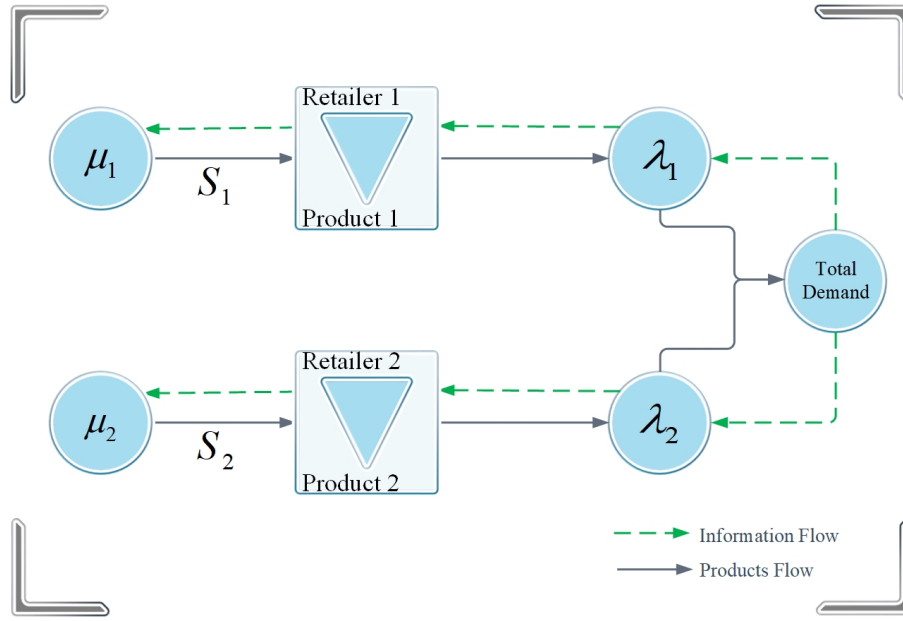 Retailer 1
μ₁
S₁
Product 1
λ₁
Total
Demand
Retailer 2
μ₂
S₂
Product 2
λ₂
Information Flow
Products Flow